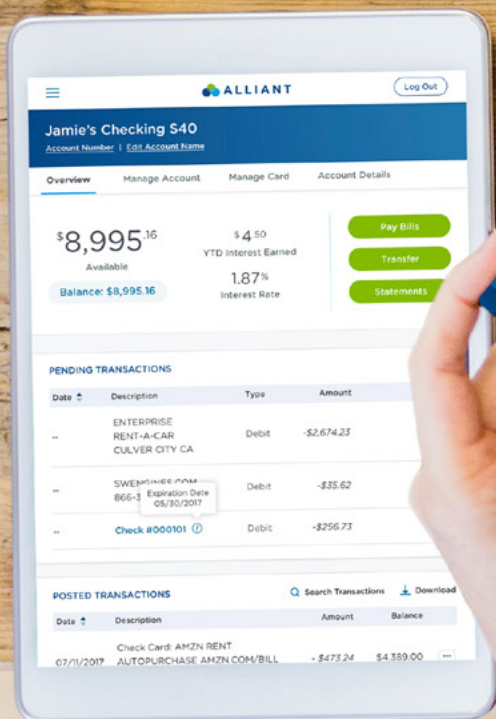 ALLIANT
Log Out
Jamie's Checking S40
Account Number | Edit Account Name
Overview Manage Account Manage Card Account Details
$8,995.16
Available
Balance: $8,995.16
$4.50
YTD Interest Earned
1.87%
Interest Rate
Pay Bills
Transfer
Statements
PENDING TRANSACTIONS
Date Description Type Amount
-- ENTERPRISE
RENT-A-CAR Debit -$2,674.23
CULVER CITY CA
-- Debit -$35.62
866-3
Expiration Date
05/30/2017
-- Check #000101 Debit -$256.73
POSTED TRANSACTIONS Search Transactions Download
Date Description Amount Balance
Check Card: AMZN RENT
07/11/2017 AUTOPURCHASE AMZN.COM/BILL - $473.24 $4,389.00